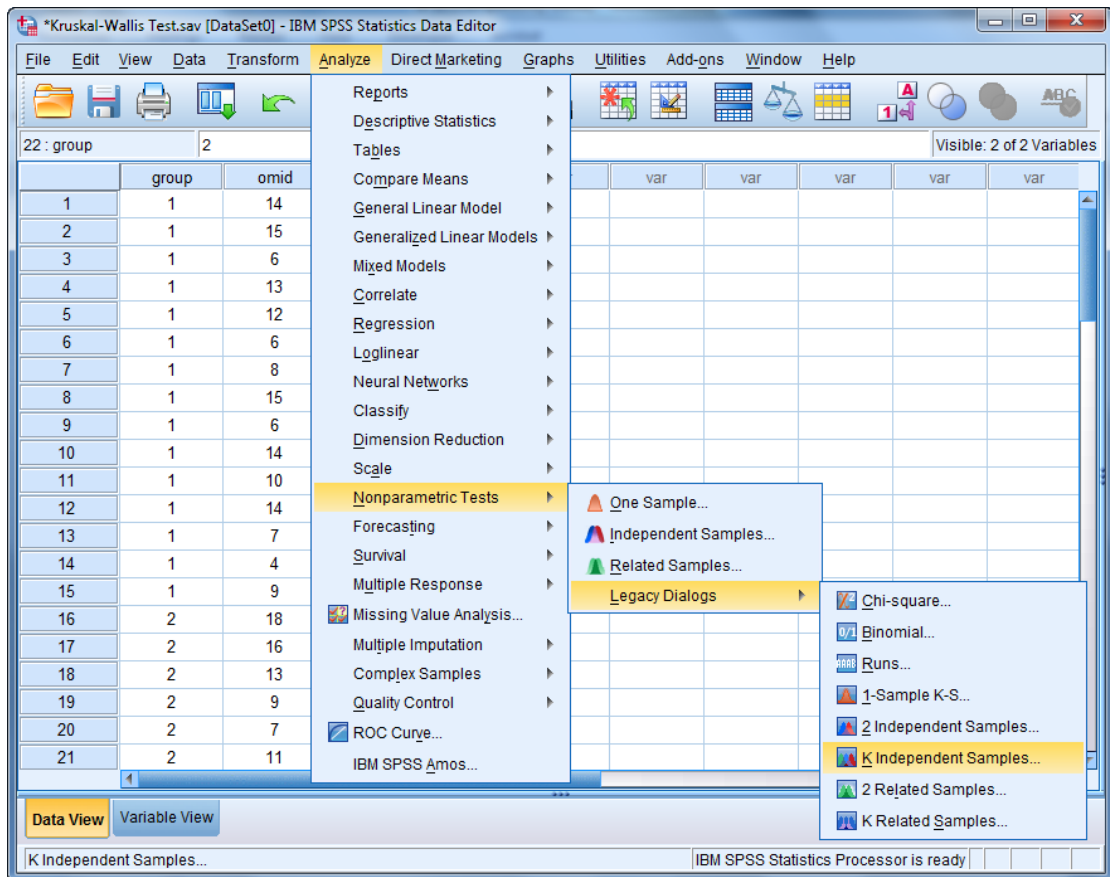 *Kruskal-Wallis Test.sav [DataSet0] - IBM SPSS Statistics Data Editor
File Edit View Data Transform Analyze Direct Marketing Graphs Utilities Add-ons Window Help
1 A ABC
22 : group 2 Visible: 2 of 2 Variables
group omid var var var var var
1 1 14
2 1 15
3 1 6
4 1 13
5 1 12
6 1 6
7 1 8
8 1 15
9 1 6
10 1 14
11 1 10
12 1 14
13 1 7
14 1 4
15 1 9
16 2 18
17 2 16
18 2 13
19 2 9
20 2 7
21 2 11
Reports
Descriptive Statistics
Tables
Compare Means
General Linear Model
Generalized Linear Models
Mixed Models
Correlate
Regression
Loglinear
Neural Networks
Classify
Dimension Reduction
Scale
Nonparametric Tests
Forecasting
Survival
Multiple Response
Missing Value Analysis...
Multiple Imputation
Complex Samples
Quality Control
ROC Curve...
IBM SPSS Amos...
One Sample...
Independent Samples...
Related Samples...
Legacy Dialogs
Chi-square...
0/1 Binomial...
AAAB Runs...
1-Sample K-S...
2 Independent Samples...
K Independent Samples...
2 Related Samples...
K Related Samples...
Data View Variable View
K Independent Samples... IBM SPSS Statistics Processor is ready